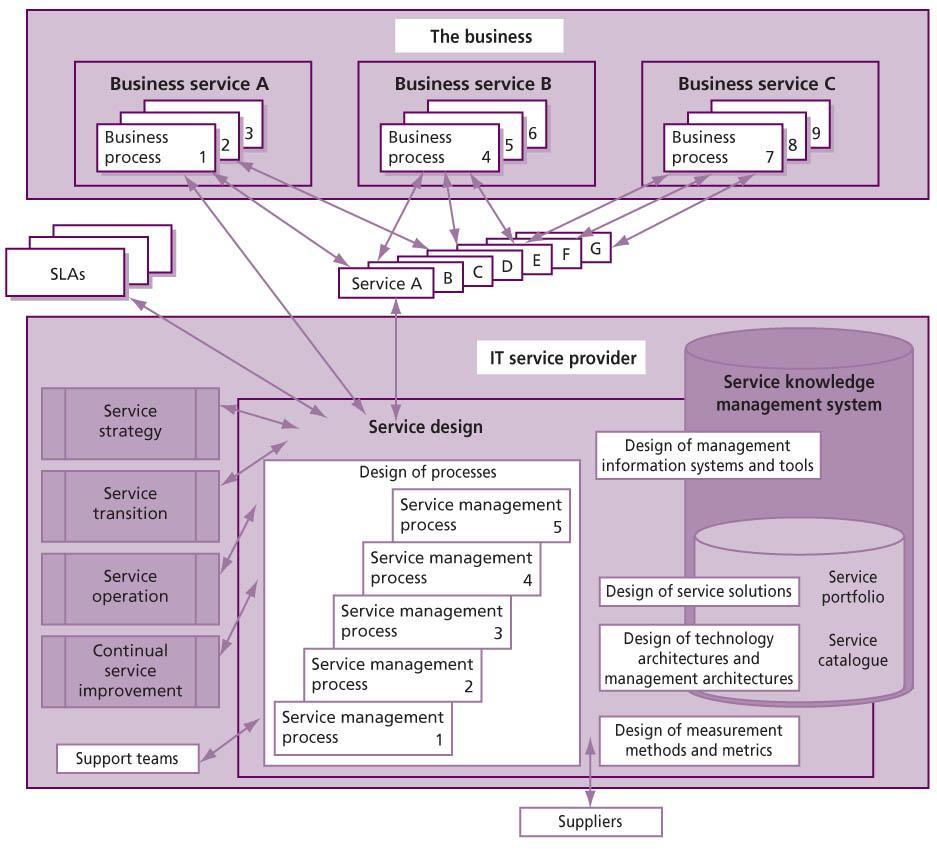 The business
Business service A
Business service B
Business service C
Business
process 1
2
3
Business
process 4
5
6
Business
process 7
8
9
SLAs
Service A
B
C
D
E
F
G
IT service provider
Service knowledge
management system
Service
strategy
Service
transition
Service
operation
Continual
service
improvement
Support teams
Service design
Design of processes
Service management
process 5
Service management
process 4
Service management
process 3
Service management
process 2
Service management
process 1
Design of management
information systems and tools
Design of service solutions
Design of technology
architectures and
management architectures
Design of measurement
methods and metrics
Service
portfolio
Service
catalogue
Suppliers